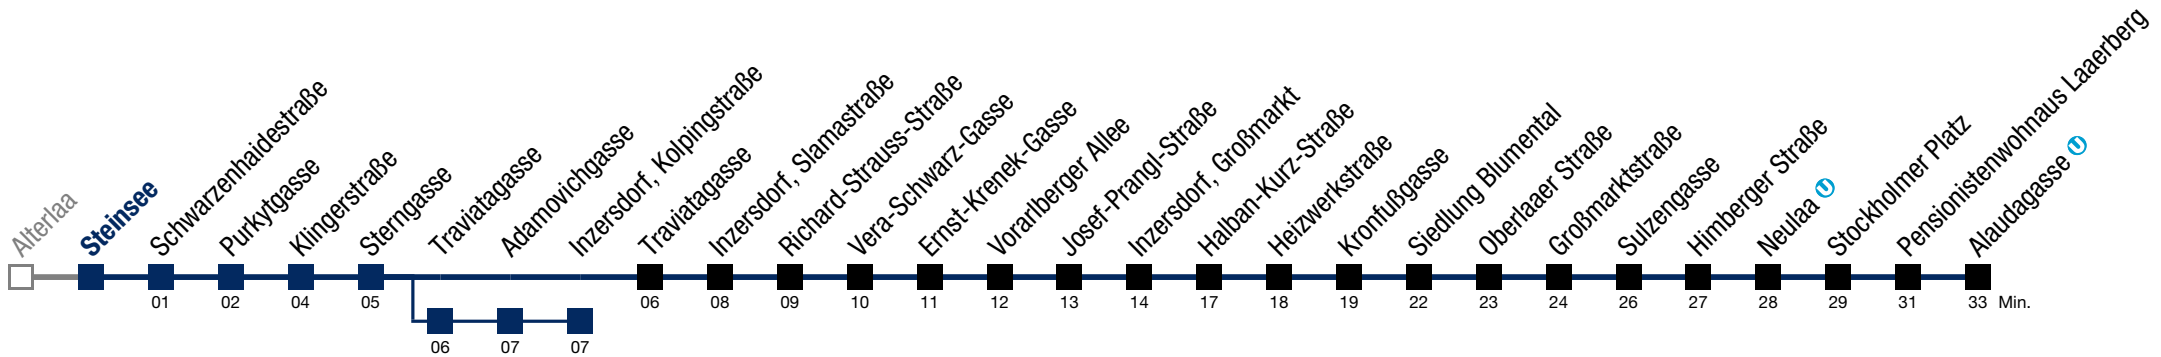 Alterlaa
Steinsee
Schwarzenhaidestraße
Purkytgasse
Klingerstraße
Sterngasse
Traviatagasse
Adamovichgasse
Inzersdorf, Kolpingstraße
Traviatagasse
Inzersdorf, Slamastraße
Richard-Strauss-Straße
Vera-Schwarz-Gasse
Ernst-Krenek-Gasse
Vorarlberger Allee
Josef-Prangl-Straße
Inzersdorf, Großmarkt
Halban-Kurz-Straße
Heizwerkstraße
Kronfußgasse
Siedlung Blumental
Oberlaaer Straße
Großmarktstraße
Sulzengasse
Himberger Straße
Neulaa U
Stockholmer Platz
Pensionistenwohnaus Laaerberg
Alaudagasse U
01 02 04 05 06 08 09 10 11 12 13 14 17 18 19 22 23 24 26 27 28 29 31 33 Min.
06 07 07